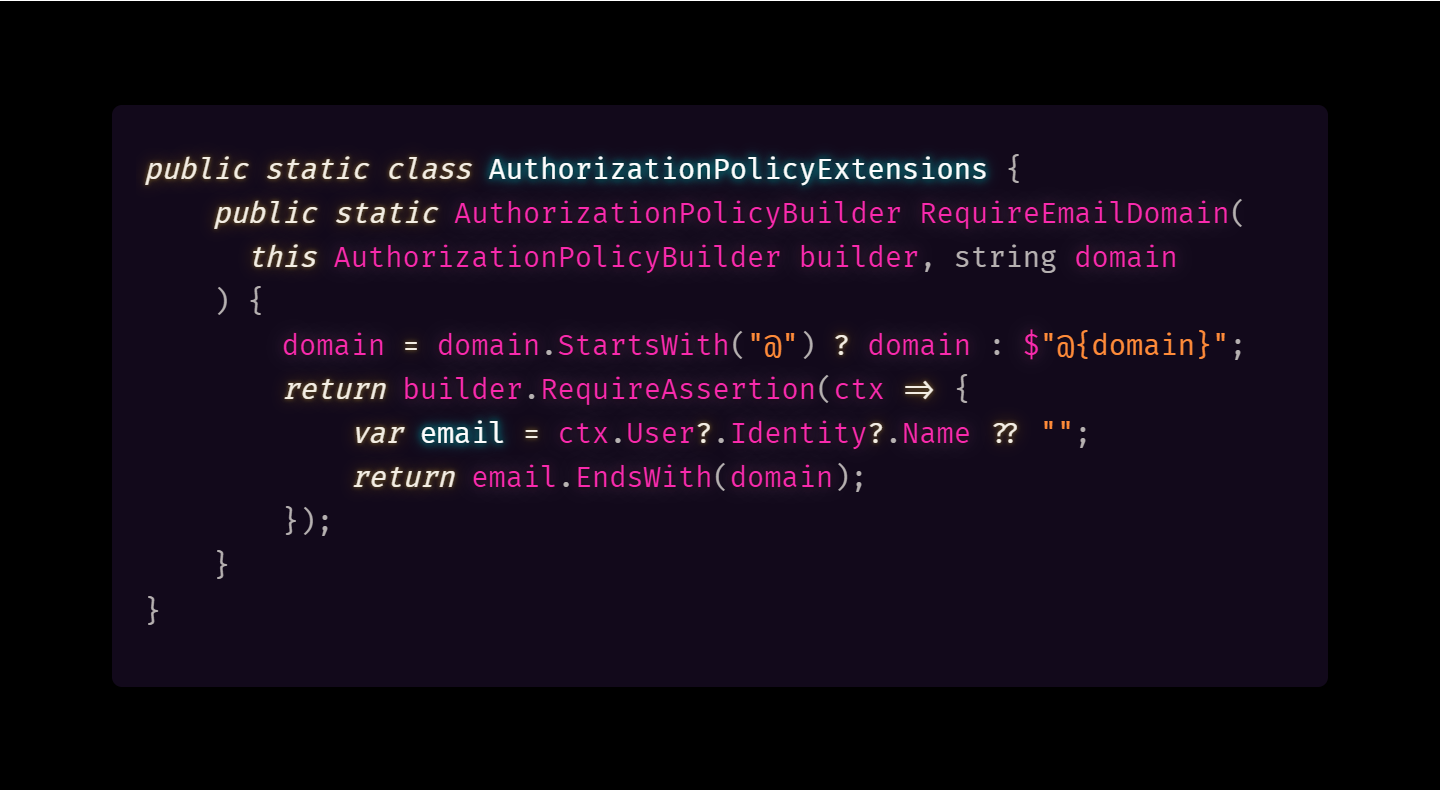 public static class AuthorizationPolicyExtensions {
    public static AuthorizationPolicyBuilder RequireEmailDomain(
      this AuthorizationPolicyBuilder builder, string domain
    ) {
        domain = domain.StartsWith("@") ? domain : $"@{domain}";
        return builder.RequireAssertion(ctx => {
            var email = ctx.User?.Identity?.Name ?? "";
            return email.EndsWith(domain);
        });
    }
}